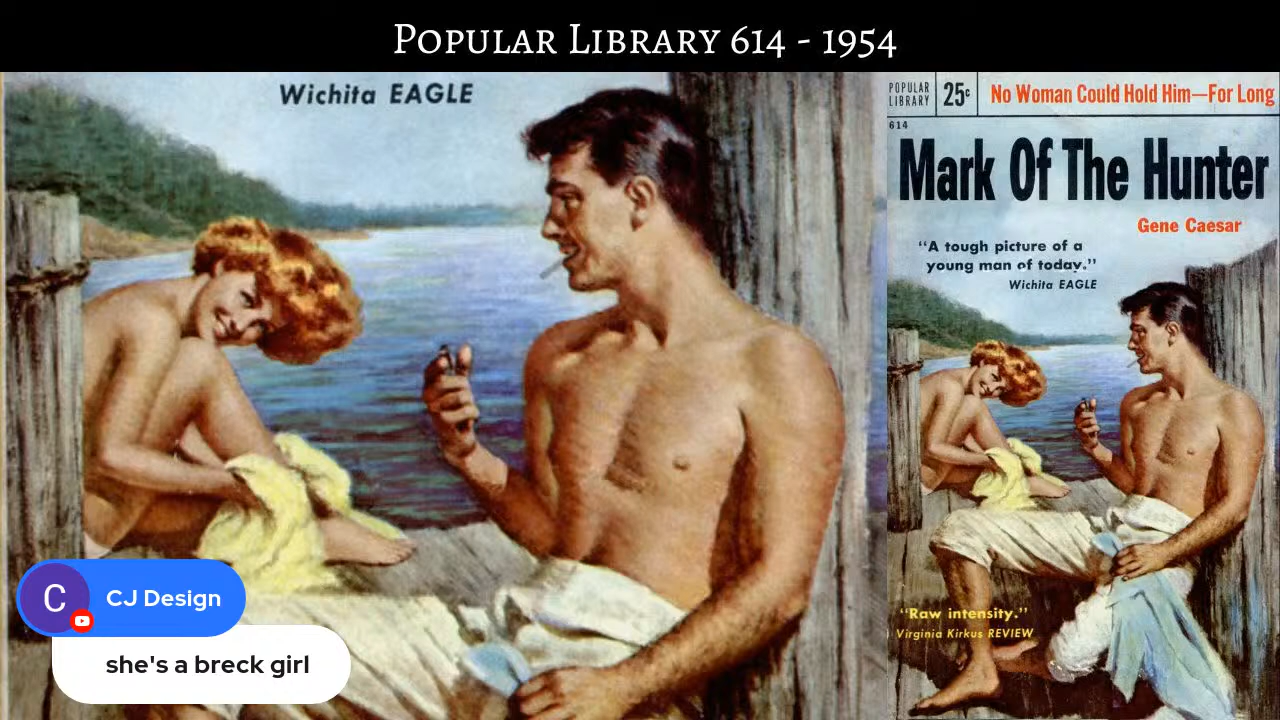 Popular Library 614 - 1954
Wichita EAGLE
POPULAR
LIBRARY
25¢
No Woman Could Hold Him—For Long
614
Mark Of The Hunter
Gene Caesar
“A tough picture of a
young man of today.”
Wichita EAGLE
“Raw intensity.”
Virginia Kirkus REVIEW
C
CJ Design
she's a breck girl